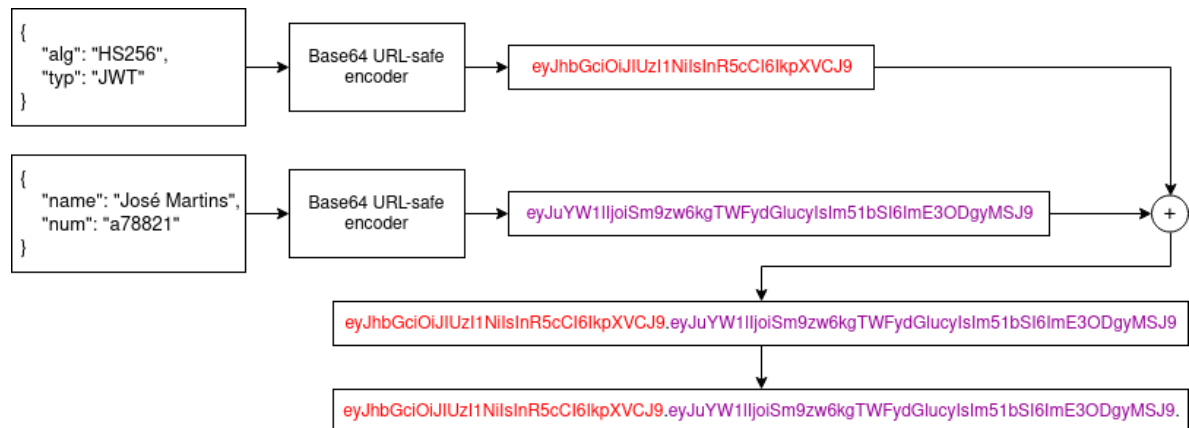 {
"alg": "HS256",
"typ": "JWT"
}
Base64 URL-safe
encoder
eyJhbGciOiJIUzI1NiIsInR5cCI6IkpXVCJ9
{
"name": "José Martins",
"num": "a78821"
}
Base64 URL-safe
encoder
eyJuYW1lIjoiSm9zw6kgTWFydGlucyIsIm51bSI6ImE3ODgyMSJ9
+
eyJhbGciOiJIUzI1NiIsInR5cCI6IkpXVCJ9.eyJuYW1lIjoiSm9zw6kgTWFydGlucyIsIm51bSI6ImE3ODgyMSJ9
eyJhbGciOiJIUzI1NiIsInR5cCI6IkpXVCJ9.eyJuYW1lIjoiSm9zw6kgTWFydGlucyIsIm51bSI6ImE3ODgyMSJ9.